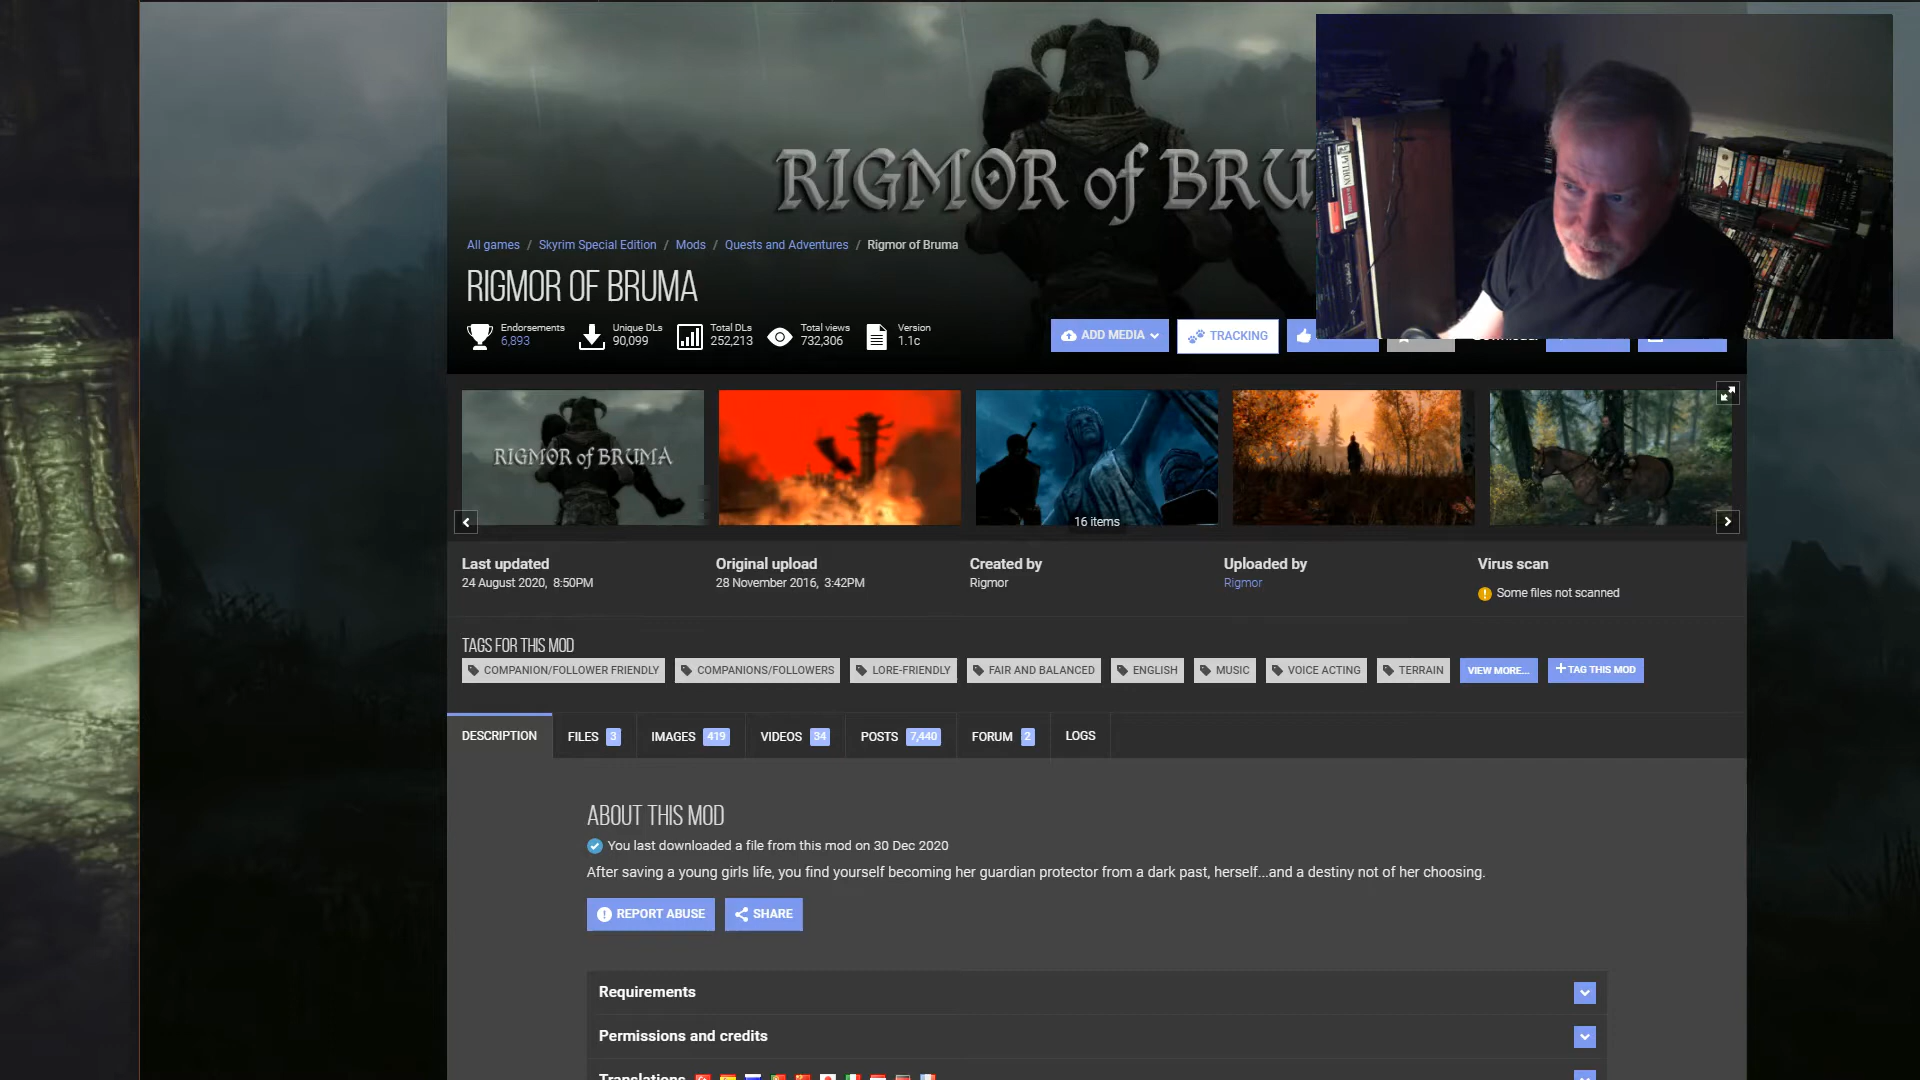 RIGMOR of BRU
All games / Skyrim Special Edition / Mods / Quests and Adventures / Rigmor of Bruma
RIGMOR OF BRUMA
Endorsements
6,893
Unique DLs
90,099
Total DLs
252,213
Total views
732,306
Version
1.1c
ADD MEDIA
TRACKING
RIGMOR of BRUMA
16 items
Last updated
24 August 2020, 8:50PM
Original upload
28 November 2016, 3:42PM
Created by
Rigmor
Uploaded by
Rigmor
Virus scan
Some files not scanned
TAGS FOR THIS MOD
COMPANION/FOLLOWER FRIENDLY
COMPANIONS/FOLLOWERS
LORE-FRIENDLY
FAIR AND BALANCED
ENGLISH
MUSIC
VOICE ACTING
TERRAIN
VIEW MORE...
TAG THIS MOD
DESCRIPTION
FILES 3
IMAGES 419
VIDEOS 34
POSTS 7,440
FORUM 2
LOGS
ABOUT THIS MOD
You last downloaded a file from this mod on 30 Dec 2020
After saving a young girls life, you find yourself becoming her guardian protector from a dark past, herself...and a destiny not of her choosing.
REPORT ABUSE
SHARE
Requirements
Permissions and credits
Translations
PYTHON